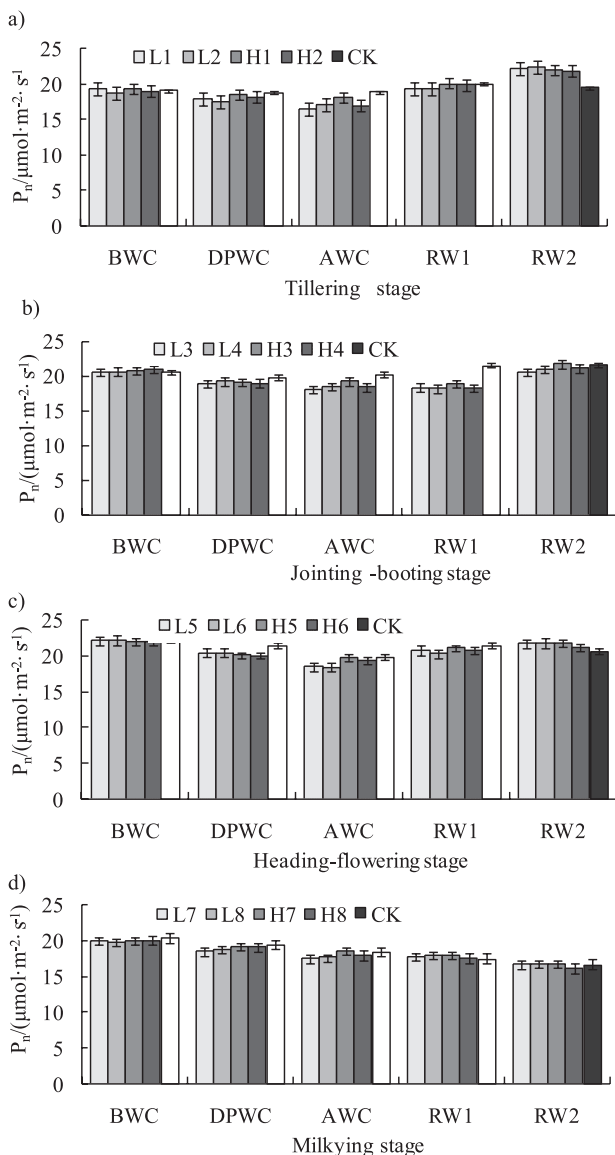 a)
L1 L2 H1 H2 CK
25
20
15
10
5
0
Pn/μmol·m-2· s-1)
BWC DPWC AWC RW1 RW2
Tillering stage
b)
L3 L4 H3 H4 CK
25
20
15
10
5
0
Pn/(μmol·m-2· s-1)
BWC DPWC AWC RW1 RW2
Jointing -booting stage
c)
L5 L6 H5 H6 CK
25
20
15
10
5
0
Pn/(μmol·m-2· s-1)
BWC DPWC AWC RW1 RW2
Heading-flowering stage
d)
L7 L8 H7 H8 CK
25
20
15
10
5
0
Pn/(μmol·m-2· s-1)
BWC DPWC AWC RW1 RW2
Milkying stage